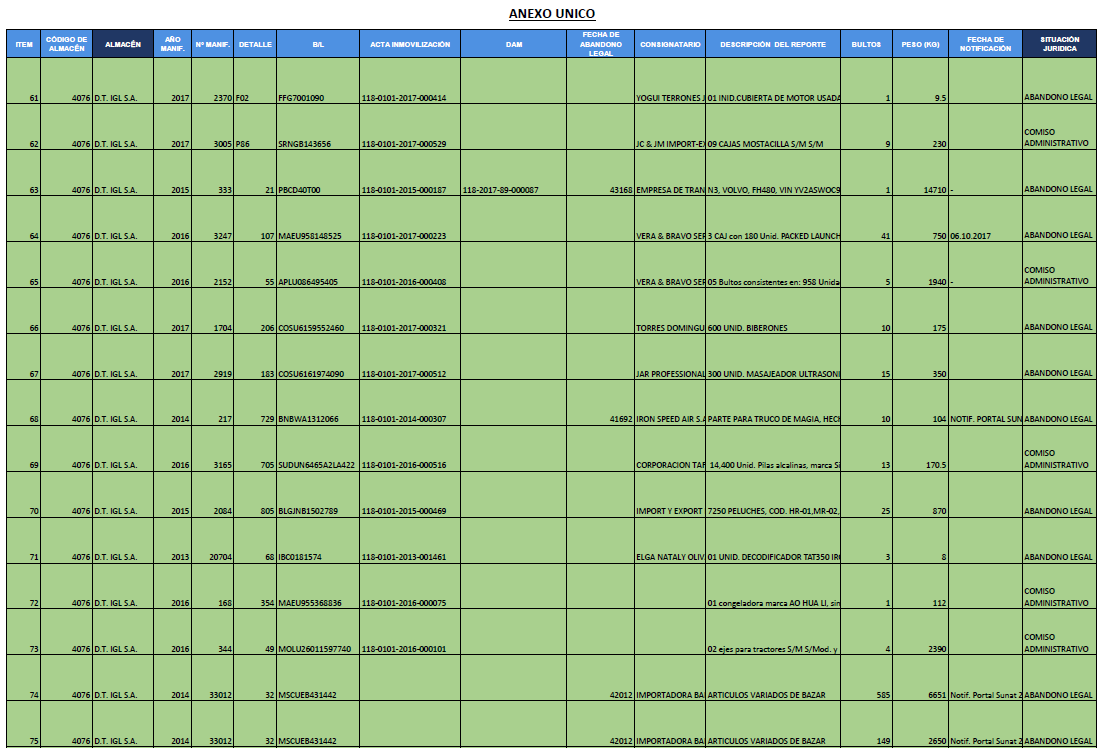 ANEXO UNICO
ITEM CÓDIGO DE ALMACÉN ALMACÉN AÑO MANIF. Nº MANIF. DETALLE B/L ACTA INMOVILIZACIÓN DAM FECHA DE ABANDONO LEGAL CONSIGNATARIO DESCRIPCIÓN DEL REPORTE BULTOS PESO (KG) FECHA DE NOTIFICACIÓN SITUACIÓN JURIDICA
61 4076 D.T. IGL S.A. 2017 2370 F02 FFG7001090 118-0101-2017-000414 YOGUI TERRONES J 01 INID.CUBIERTA DE MOTOR USADA 1 9.5 ABANDONO LEGAL
62 4076 D.T. IGL S.A. 2017 3005 P86 SRNGB143656 118-0101-2017-000529 JC & JM IMPORT-EX 09 CAJAS MOSTACILLA S/M S/M 9 230 COMISO ADMINISTRATIVO
63 4076 D.T. IGL S.A. 2015 333 21 PBCD40T00 118-0101-2015-000187 118-2017-89-000087 43168 EMPRESA DE TRAN N3, VOLVO, FH480, VIN YV2ASWOC9 1 14710 - ABANDONO LEGAL
64 4076 D.T. IGL S.A. 2016 3247 107 MAEU958148525 118-0101-2017-000223 VERA & BRAVO SER 3 CAJ con 180 Unid. PACKED LAUNCH 41 750 06.10.2017 ABANDONO LEGAL
65 4076 D.T. IGL S.A. 2016 2152 55 APLU086495405 118-0101-2016-000408 VERA & BRAVO SER 05 Bultos consistentes en: 958 Unida 5 1940 - COMISO ADMINISTRATIVO
66 4076 D.T. IGL S.A. 2017 1704 206 COSU6159552460 118-0101-2017-000321 TORRES DOMINGU 600 UNID. BIBERONES 10 175 ABANDONO LEGAL
67 4076 D.T. IGL S.A. 2017 2919 183 COSU6161974090 118-0101-2017-000512 JAR PROFESSIONAL 300 UNID. MASAJEADOR ULTRASONI 15 350 ABANDONO LEGAL
68 4076 D.T. IGL S.A. 2014 217 729 BNBWA1312066 118-0101-2014-000307 41692 IRON SPEED AIR S.A PARTE PARA TRUCO DE MAGIA, HECH 10 104 NOTIF. PORTAL SUN ABANDONO LEGAL
69 4076 D.T. IGL S.A. 2016 3165 705 SUDUN6465A2LA422 118-0101-2016-000516 CORPORACION TAF 14,400 Unid. Pilas alcalinas, marca Si 13 170.5 COMISO ADMINISTRATIVO
70 4076 D.T. IGL S.A. 2015 2084 805 BLGJNB1502789 118-0101-2015-000469 IMPORT Y EXPORT 7250 PELUCHES, COD. HR-01,MR-02, 25 870 ABANDONO LEGAL
71 4076 D.T. IGL S.A. 2013 20704 68 IBC0181574 118-0101-2013-001461 ELGA NATALY OLIV 01 UNID. DECODIFICADOR TAT350 IR 3 8 ABANDONO LEGAL
72 4076 D.T. IGL S.A. 2016 168 354 MAEU955368836 118-0101-2016-000075 01 congeladora marca AO HUA LI, sin 1 112 COMISO ADMINISTRATIVO
73 4076 D.T. IGL S.A. 2016 344 49 MOLU26011597740 118-0101-2016-000101 02 ejes para tractores S/M S/Mod. y 4 2390 COMISO ADMINISTRATIVO
74 4076 D.T. IGL S.A. 2014 33012 32 MSCUEB431442 42012 IMPORTADORA BA ARTICULOS VARIADOS DE BAZAR 585 6651 Notif. Portal Sunat 2 ABANDONO LEGAL
75 4076 D.T. IGL S.A. 2014 33012 32 MSCUEB431442 42012 IMPORTADORA BA ARTICULOS VARIADOS DE BAZAR 149 2650 Notif. Portal Sunat 2 ABANDONO LEGAL